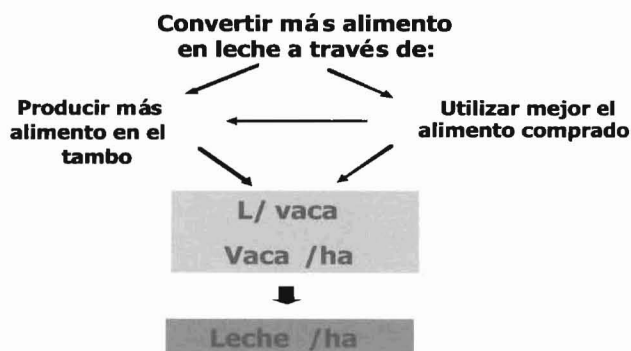 Convertir más alimento
en leche a través de:
Producir más
alimento en el
tambo
Utilizar mejor el
alimento comprado
L/ vaca
Vaca /ha
Leche /ha